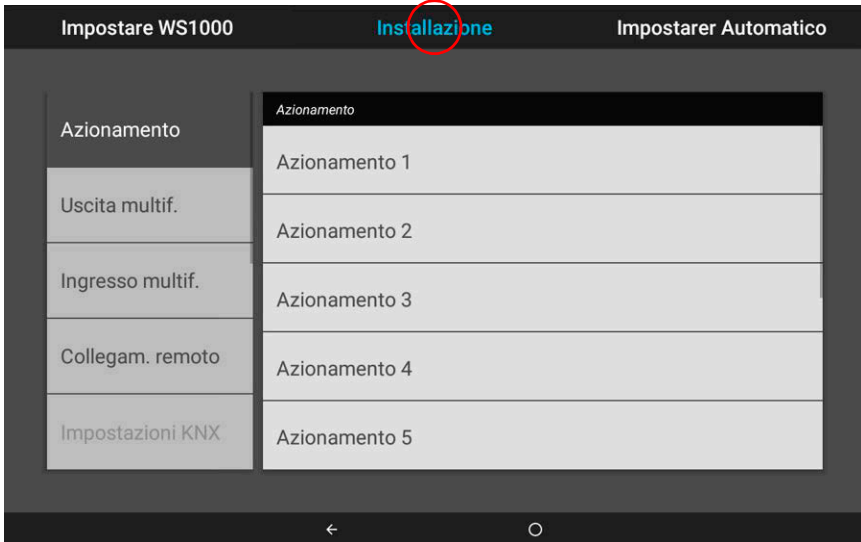 Impostare WS1000 Installazione Impostarer Automatico
Azionamento
Uscita multif.
Ingresso multif.
Collegam. remoto
Impostazioni KNX
Azionamento
Azionamento 1
Azionamento 2
Azionamento 3
Azionamento 4
Azionamento 5